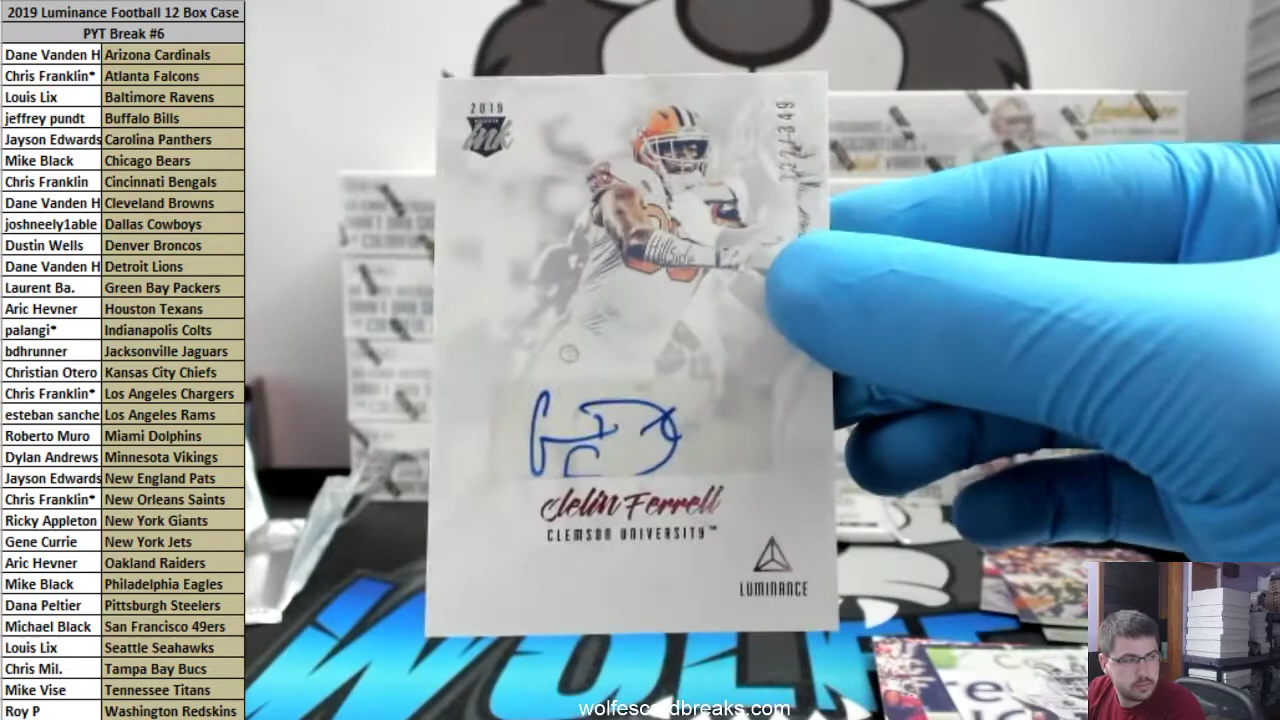 2019 Luminance Football 12 Box Case
PYT Break #6
Dane Vanden H Arizona Cardinals
Chris Franklin* Atlanta Falcons
Louis Lix Baltimore Ravens
jeffrey pundt Buffalo Bills
Jayson Edwards Carolina Panthers
Mike Black Chicago Bears
Chris Franklin Cincinnati Bengals
Dane Vanden H Cleveland Browns
joshneely1able Dallas Cowboys
Dustin Wells Denver Broncos
Dane Vanden H Detroit Lions
Laurent Ba. Green Bay Packers
Aric Hevner Houston Texans
palangi* Indianapolis Colts
bdhrunner Jacksonville Jaguars
Christian Otero Kansas City Chiefs
Chris Franklin* Los Angeles Chargers
esteban sanche Los Angeles Rams
Roberto Muro Miami Dolphins
Dylan Andrews Minnesota Vikings
Jayson Edwards New England Pats
Chris Franklin* New Orleans Saints
Ricky Appleton New York Giants
Gene Currie New York Jets
Aric Hevner Oakland Raiders
Mike Black Philadelphia Eagles
Dana Peltier Pittsburgh Steelers
Michael Black San Francisco 49ers
Louis Lix Seattle Seahawks
Chris Mil. Tampa Bay Bucs
Mike Vise Tennessee Titans
Roy P Washington Redskins
2019
ink
Hillside
Clelin Ferrell
CLEMSON UNIVERSITY™
LUMINANCE
Luminance
WOLFE
wolfescardbreaks.com